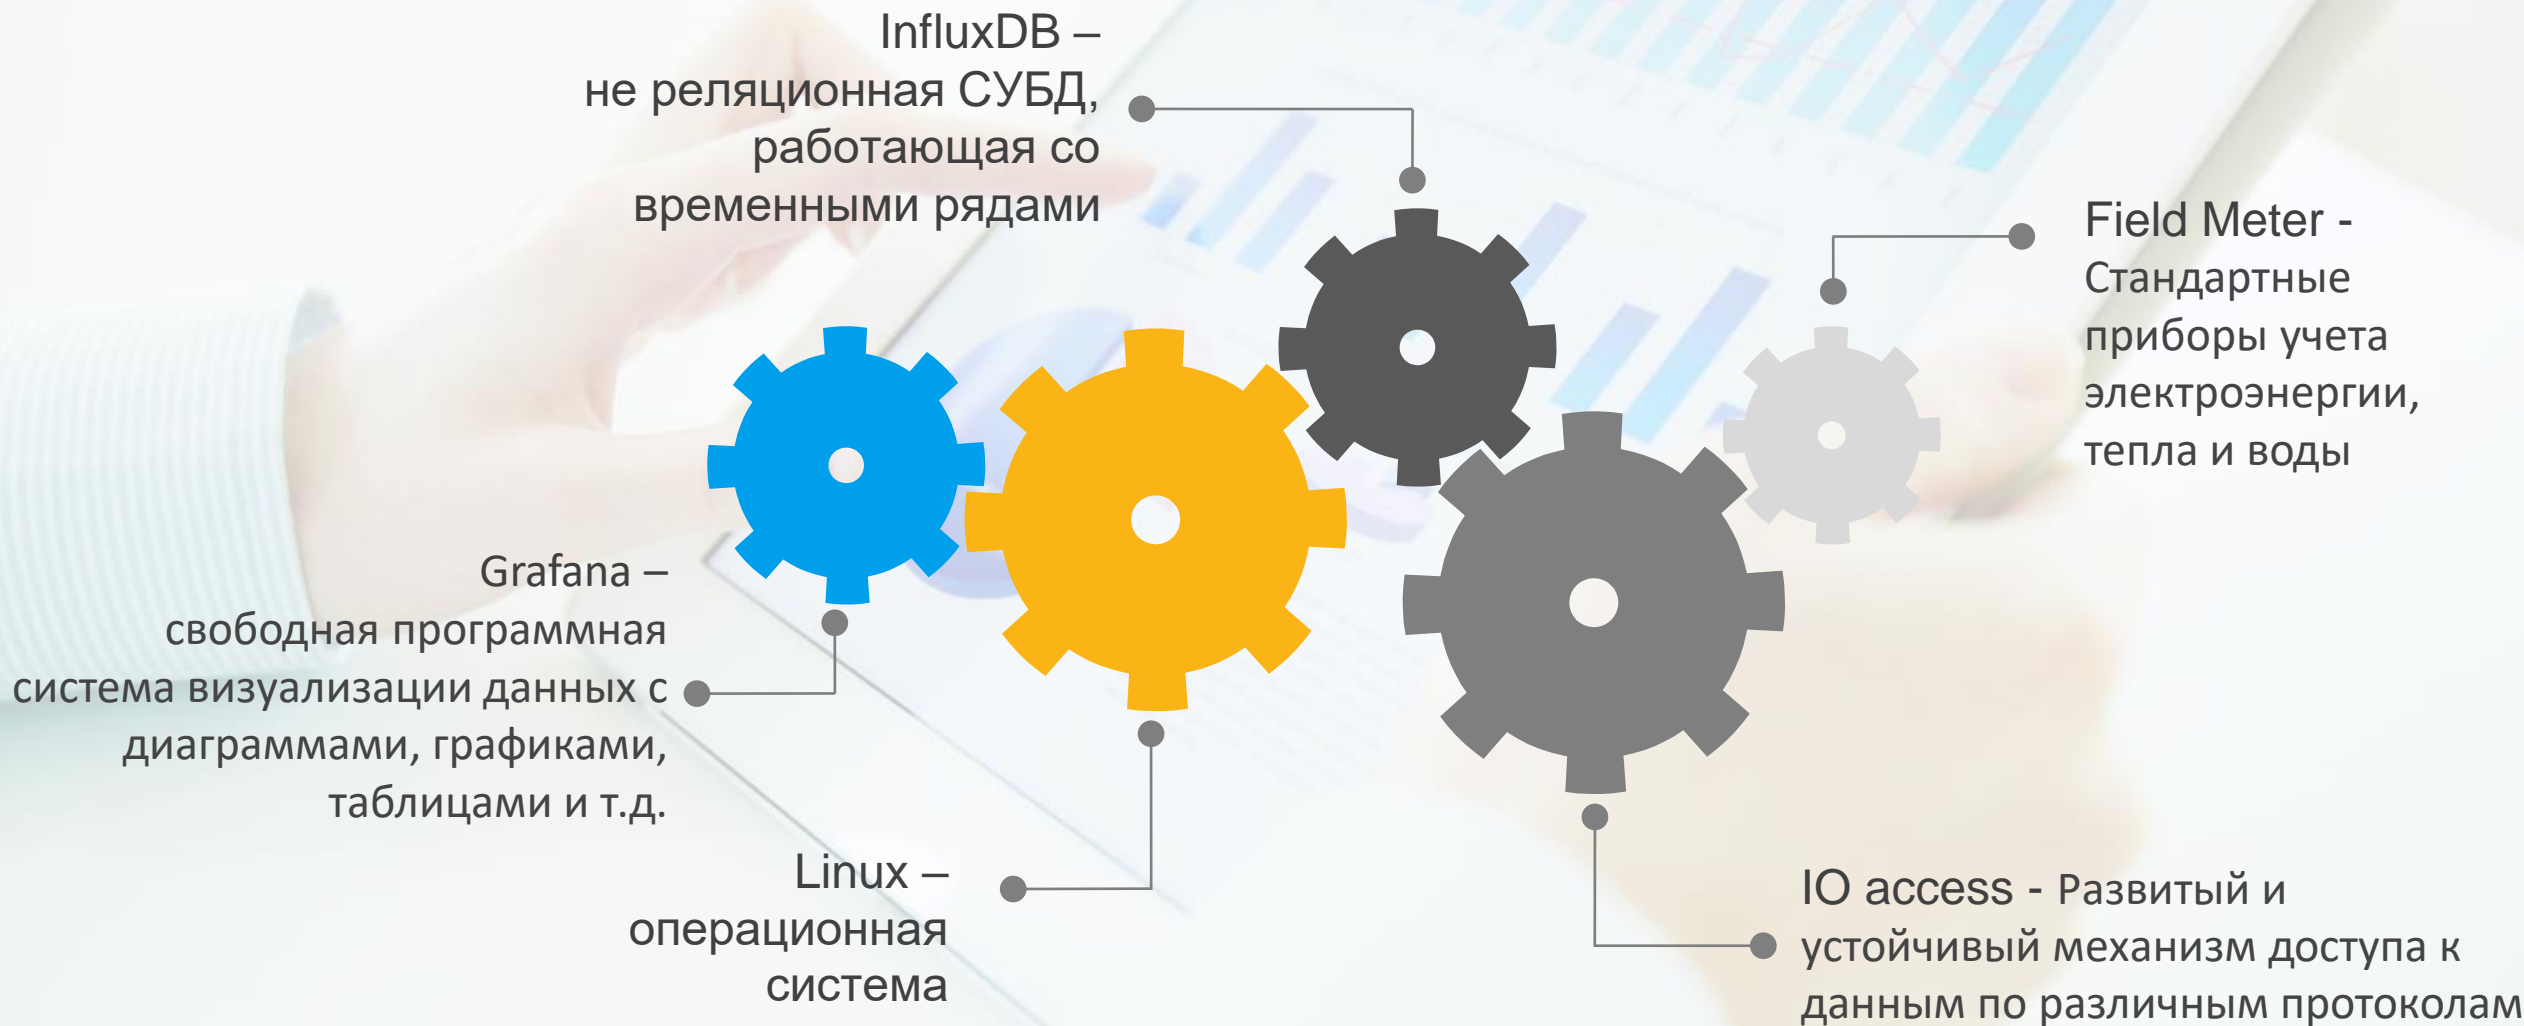 InfluxDB –
не реляционная СУБД,
работающая со
временными рядами
Field Meter -
Стандартные
приборы учета
электроэнергии,
тепла и воды
Grafana –
свободная программная
система визуализации данных с
диаграммами, графиками,
таблицами и т.д.
Linux –
операционная
система
IO access - Развитый и
устойчивый механизм доступа к
данным по различным протоколам